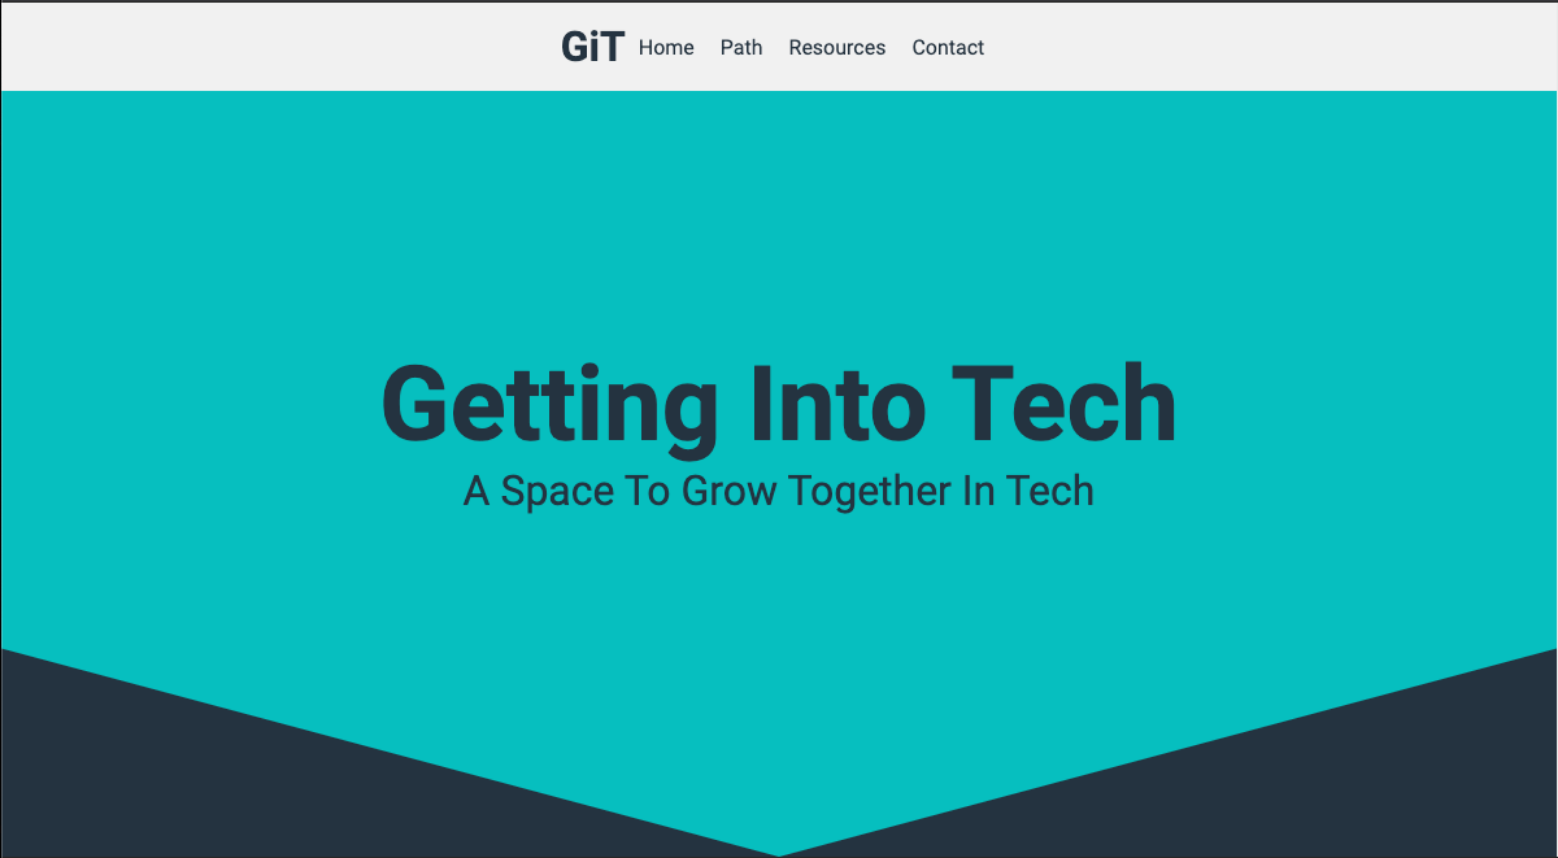 GiT Home Path Resources Contact
Getting Into Tech
A Space To Grow Together In Tech